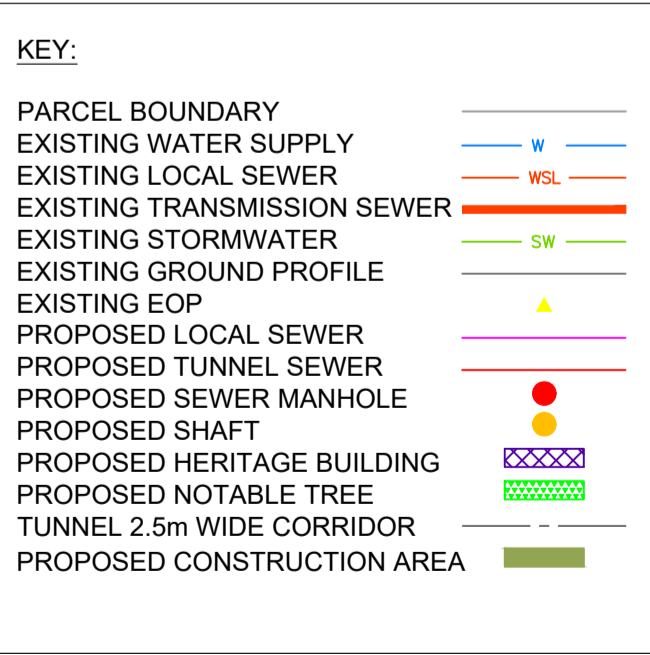 KEY:
PARCEL BOUNDARY
EXISTING WATER SUPPLY W
EXISTING LOCAL SEWER WSL
EXISTING TRANSMISSION SEWER
EXISTING STORMWATER SW
EXISTING GROUND PROFILE
EXISTING EOP
PROPOSED LOCAL SEWER
PROPOSED TUNNEL SEWER
PROPOSED SEWER MANHOLE
PROPOSED SHAFT
PROPOSED HERITAGE BUILDING
PROPOSED NOTABLE TREE
TUNNEL 2.5m WIDE CORRIDOR
PROPOSED CONSTRUCTION AREA